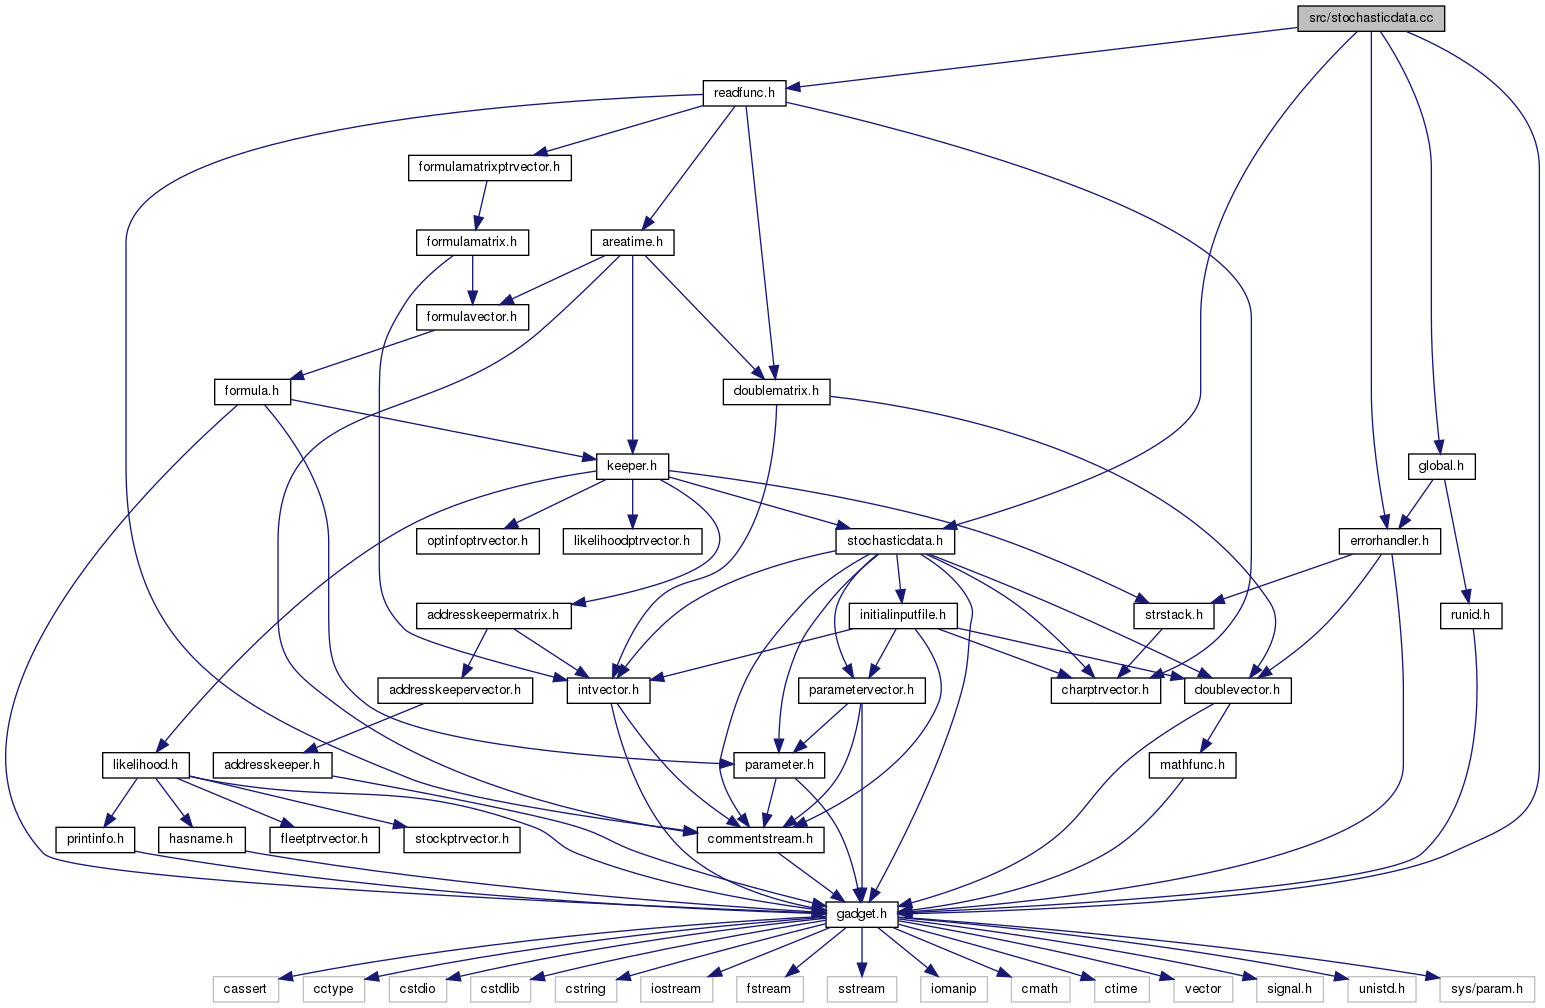 src/stochasticdata.cc
readfunc.h
formulamatrixptrvector.h
formulamatrix.h
areatime.h
formulavector.h
formula.h
doublematrix.h
keeper.h
global.h
optinfoptrvector.h
likelihoodptrvector.h
stochasticdata.h
errorhandler.h
addresskeepermatrix.h
initialinputfile.h
strstack.h
runid.h
addresskeepervector.h
intvector.h
parametervector.h
charptrvector.h
doublevector.h
likelihood.h
addresskeeper.h
parameter.h
mathfunc.h
printinfo.h
hasname.h
fleetptrvector.h
stockptrvector.h
commentstream.h
gadget.h
cassert
cctype
cstdio
cstdlib
cstring
iostream
fstream
sstream
iomanip
cmath
ctime
vector
signal.h
unistd.h
sys/param.h